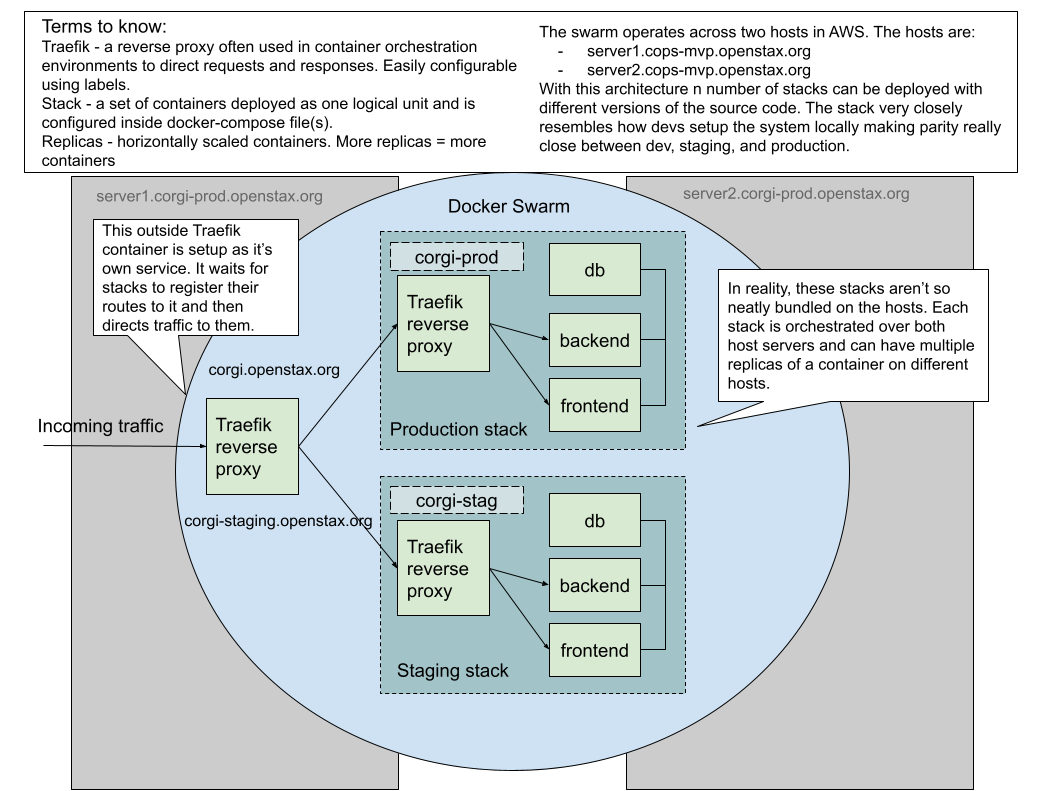 Terms to know:
Traefik - a reverse proxy often used in container orchestration
environments to direct requests and responses. Easily configurable
using labels.
Stack - a set of containers deployed as one logical unit and is
configured inside docker-compose file(s).
Replicas - horizontally scaled containers. More replicas = more
containers
The swarm operates across two hosts in AWS. The hosts are:
- server1.cops-mvp.openstax.org
- server2.cops-mvp.openstax.org
With this architecture n number of stacks can be deployed with
different versions of the source code. The stack very closely
resembles how devs setup the system locally making parity really
close between dev, staging, and production.
server1.corgi-prod.openstax.org
server2.corgi-prod.openstax.org
Docker Swarm
This outside Traefik
container is setup as it's
own service. It waits for
stacks to register their
routes to it and then
directs traffic to them.
corgi-prod
Traefik
reverse
proxy
db
backend
frontend
Production stack
In reality, these stacks aren't so
neatly bundled on the hosts. Each
stack is orchestrated over both
host servers and can have multiple
replicas of a container on different
hosts.
corgi.openstax.org
Incoming traffic
Traefik
reverse
proxy
corgi-staging.openstax.org
corgi-stag
Traefik
reverse
proxy
db
backend
frontend
Staging stack